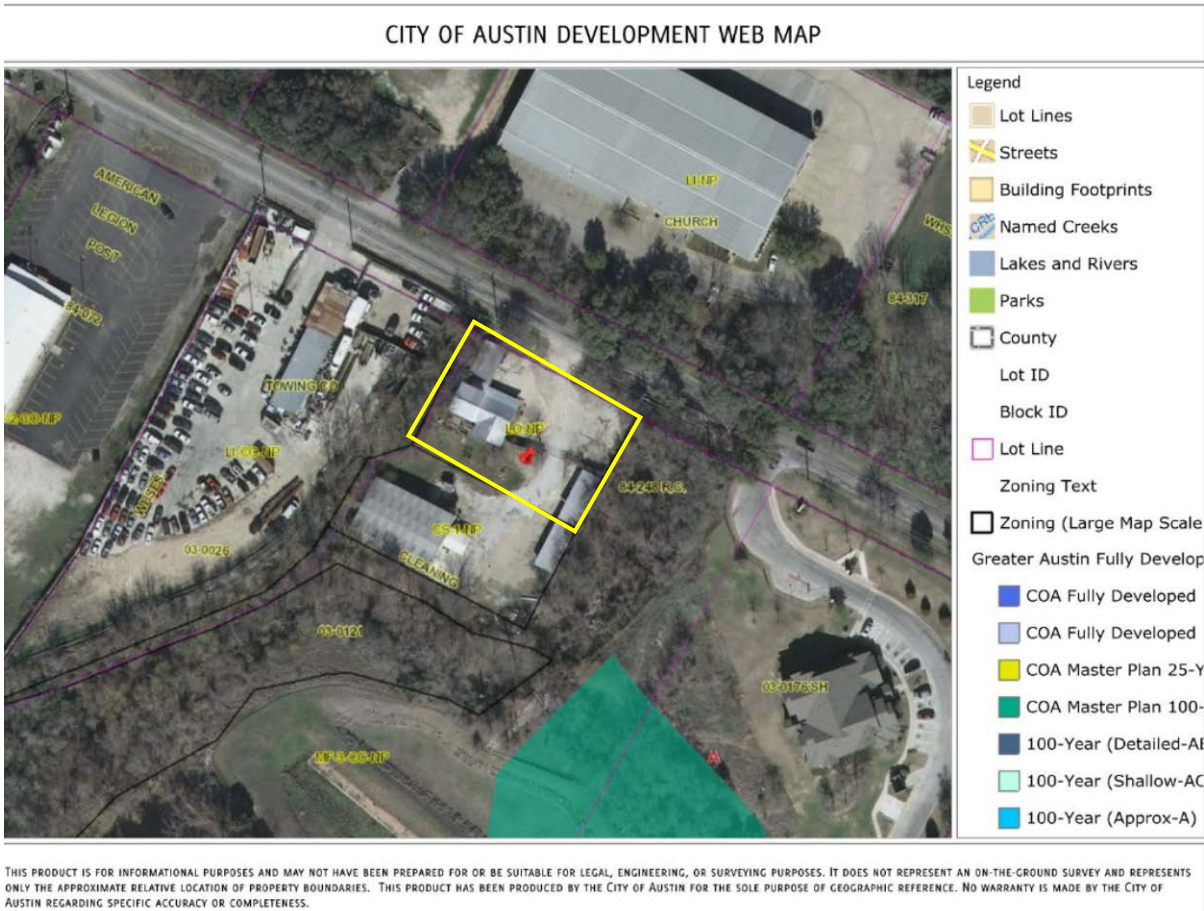 CITY OF AUSTIN DEVELOPMENT WEB MAP
AMERICAN
LEGION
POST
84-072
LI-NP
CHURCH
84-317
TOWING CO
LO-NP
LI-CO-NP
84-248 R.C.
CS-1-NP
03-0026
CLEANING
03-0121
03-0176SH
MF-3-CO-NP
A
Legend
Lot Lines
Streets
Building Footprints
Named Creeks
Lakes and Rivers
Parks
County
Lot ID
Block ID
Lot Line
Zoning Text
Zoning (Large Map Scale
Greater Austin Fully Develop
COA Fully Developed
COA Fully Developed
COA Master Plan 25-Y
COA Master Plan 100-
100-Year (Detailed-AE
100-Year (Shallow-AO
100-Year (Approx-A)
THIS PRODUCT IS FOR INFORMATIONAL PURPOSES AND MAY NOT HAVE BEEN PREPARED FOR OR BE SUITABLE FOR LEGAL, ENGINEERING, OR SURVEYING PURPOSES. IT DOES NOT REPRESENT AN ON-THE-GROUND SURVEY AND REPRESENTS
ONLY THE APPROXIMATE RELATIVE LOCATION OF PROPERTY BOUNDARIES. THIS PRODUCT HAS BEEN PRODUCED BY THE CITY OF AUSTIN FOR THE SOLE PURPOSE OF GEOGRAPHIC REFERENCE. NO WARRANTY IS MADE BY THE CITY OF
AUSTIN REGARDING SPECIFIC ACCURACY OR COMPLETENESS.